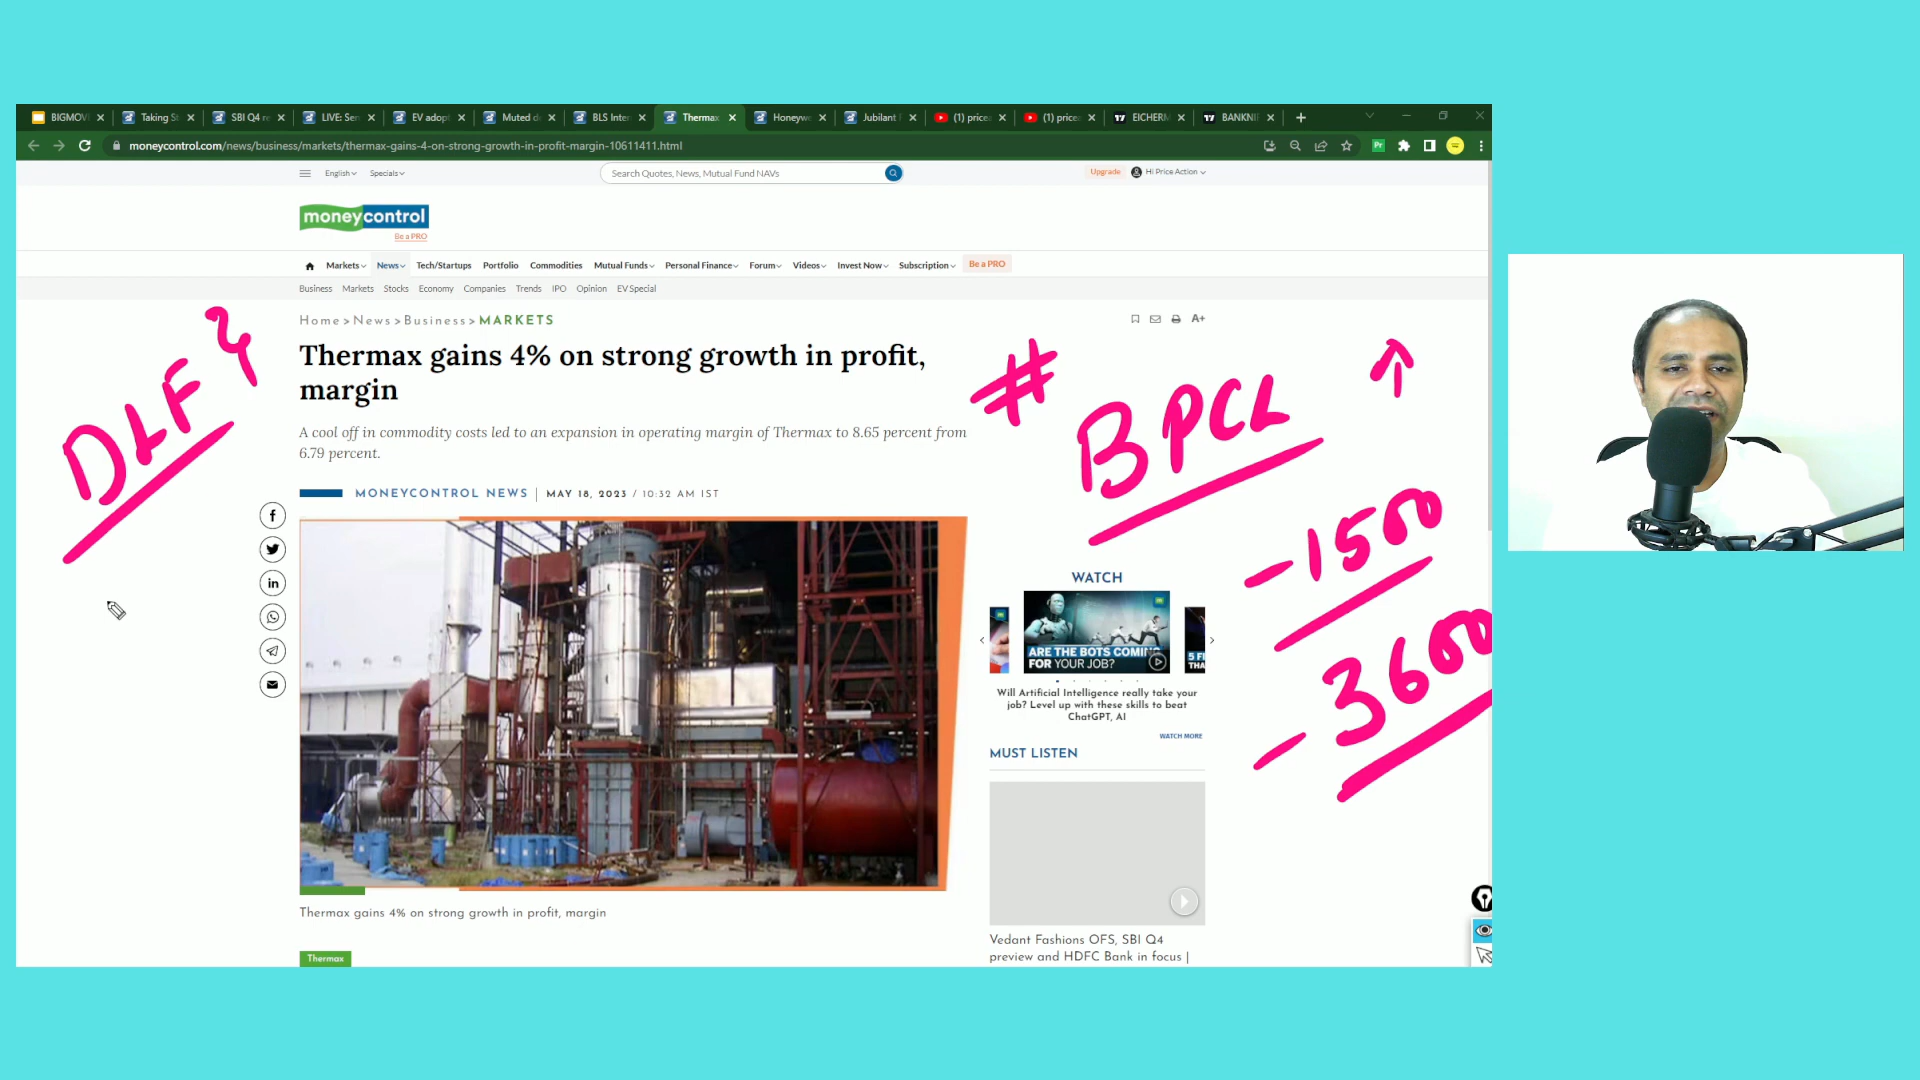 BIGMOV
Taking St
SBI Q4 re
LIVE: Sen
EV adopt
Muted d
BLS Inter
Thermax
Honeyw
Jubilant F
(1) pricea
(1) pricea
EICHERM
BANKNI
moneycontrol.com/news/business/markets/thermax-gains-4-on-strong-growth-in-profit-margin-10611411.html
Pr
English
Specials
Search Quotes, News, Mutual Fund NAVs
Upgrade
Hi Price Action
moneycontrol
Be a PRO
Markets News Tech/Startups Portfolio Commodities Mutual Funds Personal Finance Forum Videos Invest Now Subscription Be a PRO
Business Markets Stocks Economy Companies Trends IPO Opinion EV Special
Home > News > Business > MARKETS
A+
Thermax gains 4% on strong growth in profit,
margin
A cool off in commodity costs led to an expansion in operating margin of Thermax to 8.65 percent from
6.79 percent.
MONEYCONTROL NEWS | MAY 18, 2023 / 10:32 AM IST
DLF
# BPCL ↑
- 1500
- 3600
Thermax gains 4% on strong growth in profit, margin
Thermax
WATCH
ARE THE BOTS COMING
FOR YOUR JOB?
5 FI
THA
Will Artificial Intelligence really take your
job? Level up with these skills to beat
ChatGPT, AI
WATCH MORE
MUST LISTEN
Vedant Fashions OFS, SBI Q4
preview and HDFC Bank in focus |